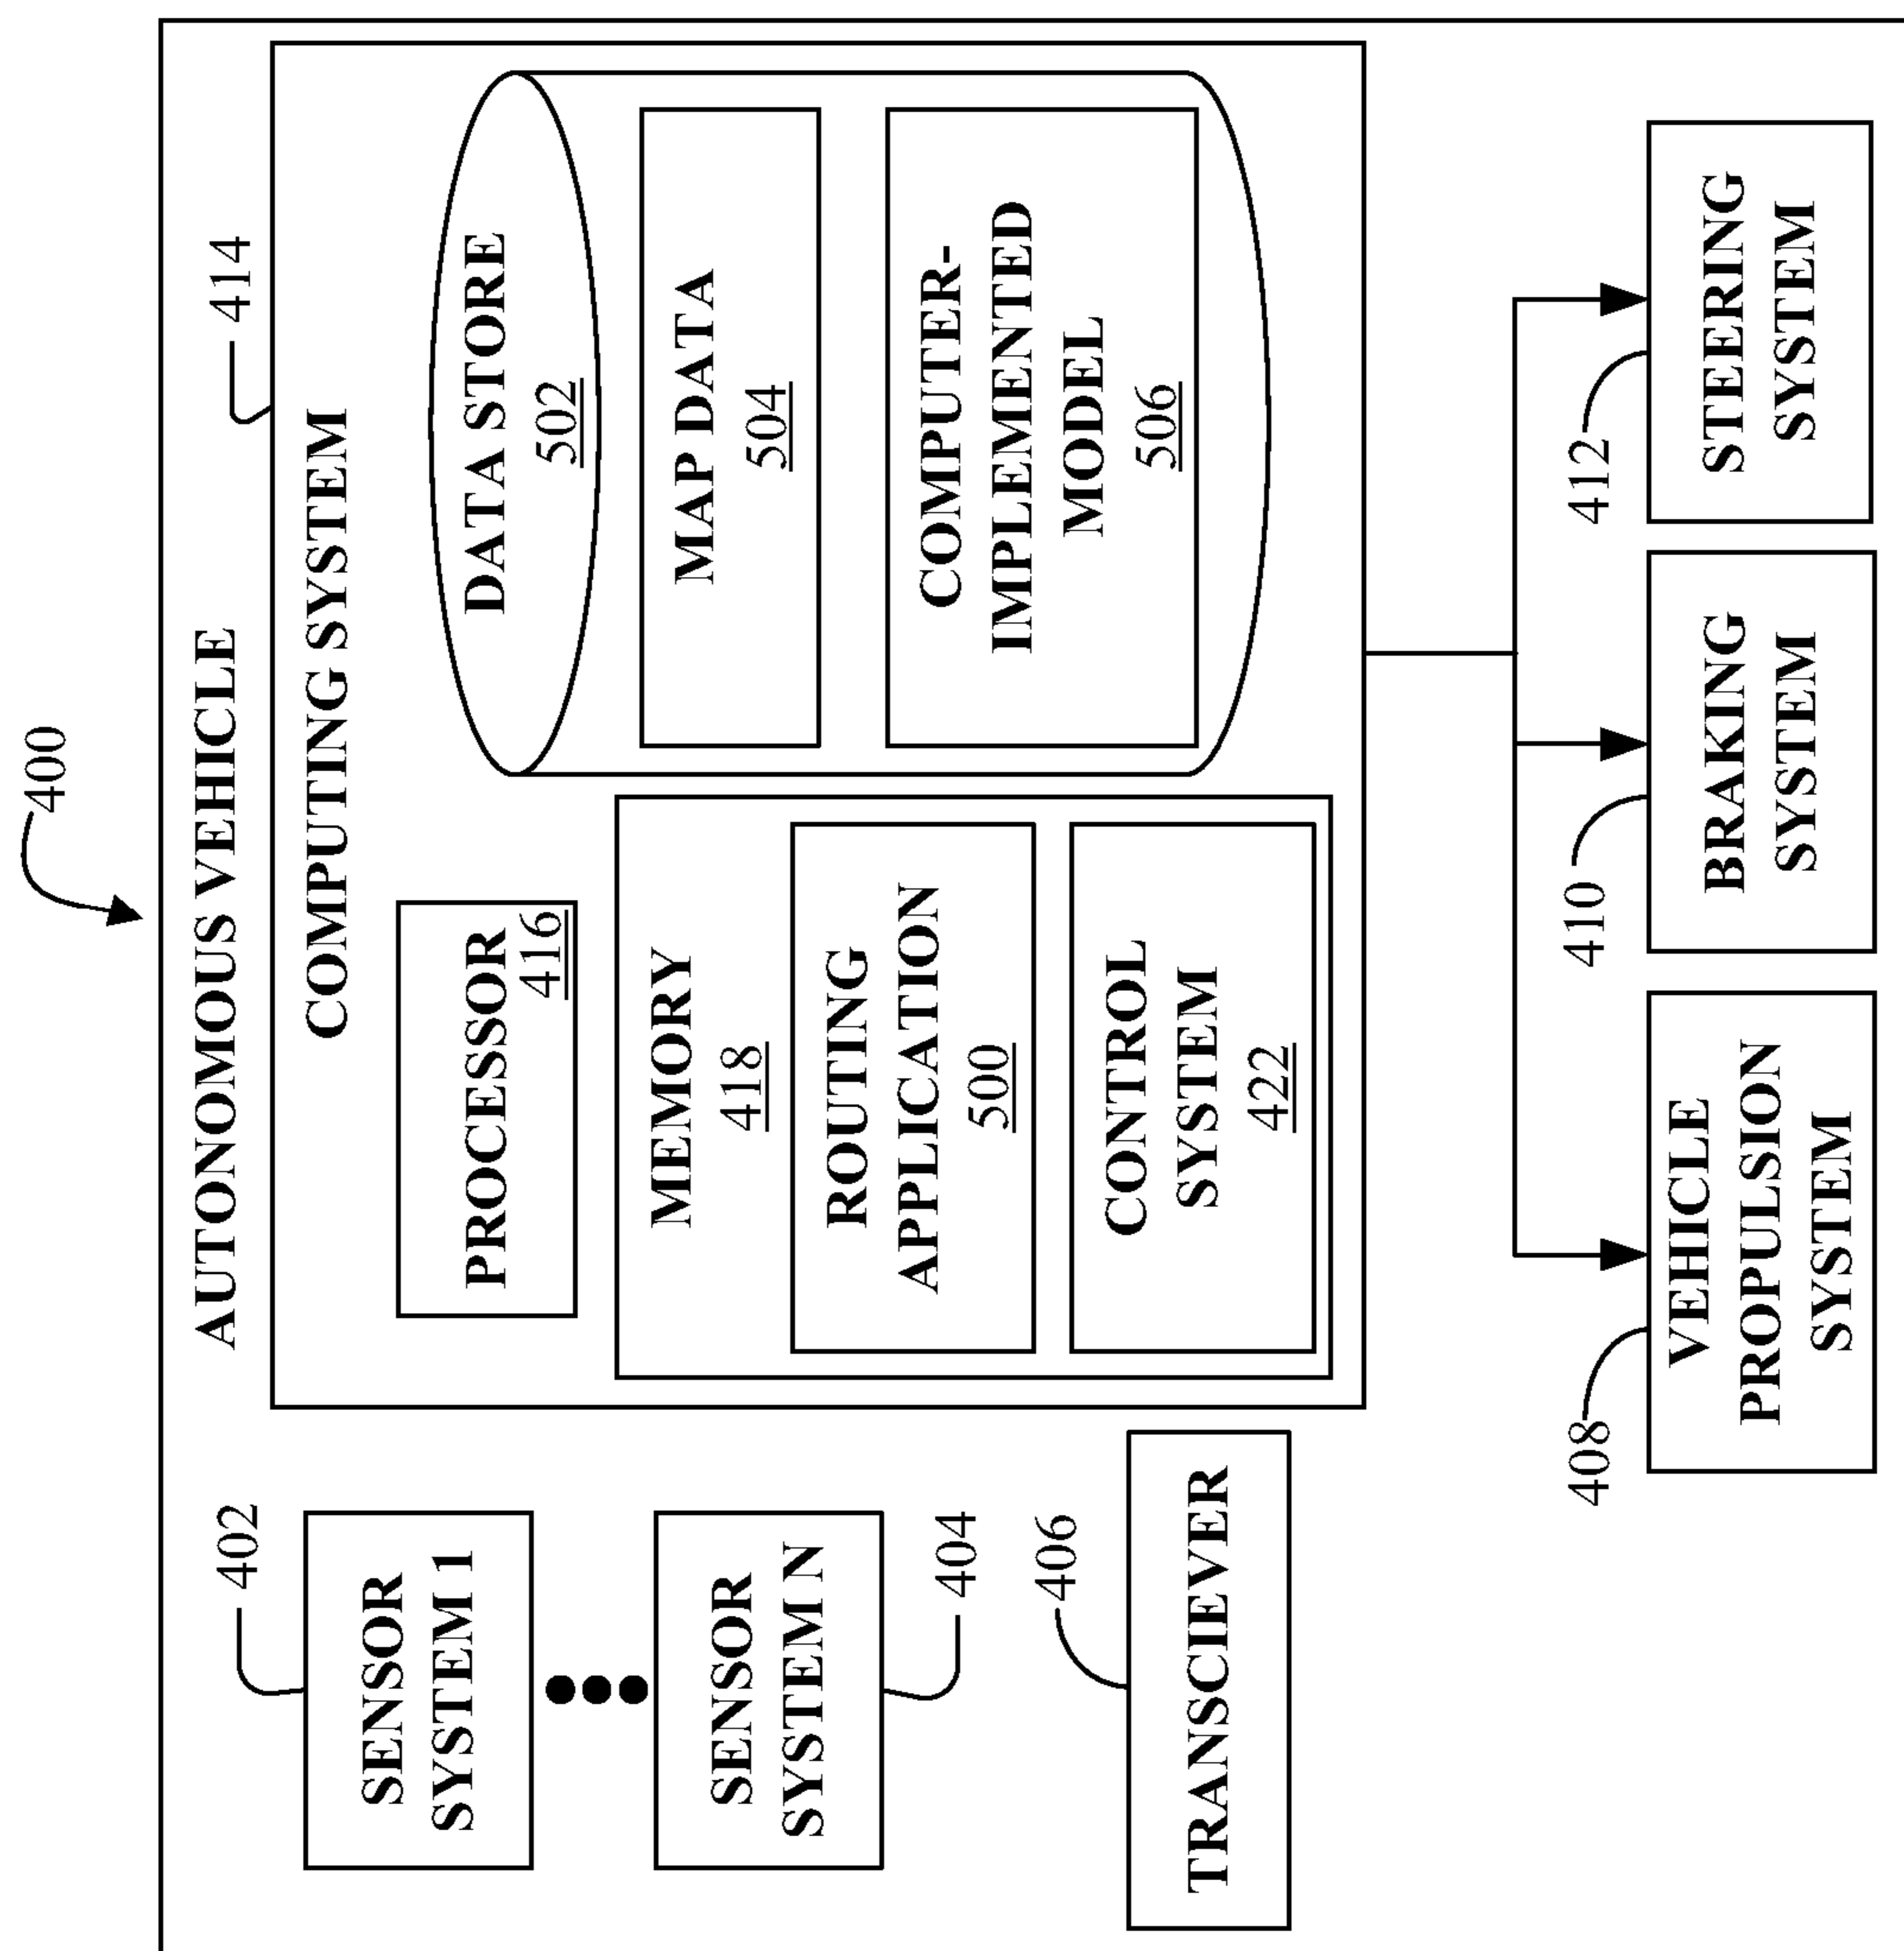 400
AUTONOMOUS VEHICLE
402
SENSOR
SYSTEM 1
SENSOR
SYSTEM N
404
406
TRANSCIEVER
414
COMPUTING SYSTEM
PROCESSOR
416
MEMORY
418
ROUTING
APPLICATION
500
CONTROL
SYSTEM
422
DATA STORE
502
MAP DATA
504
COMPUTER-
IMPLEMENTED
MODEL
506
408
VEHICLE
PROPULSION
SYSTEM
410
BRAKING
SYSTEM
412
STEERING
SYSTEM